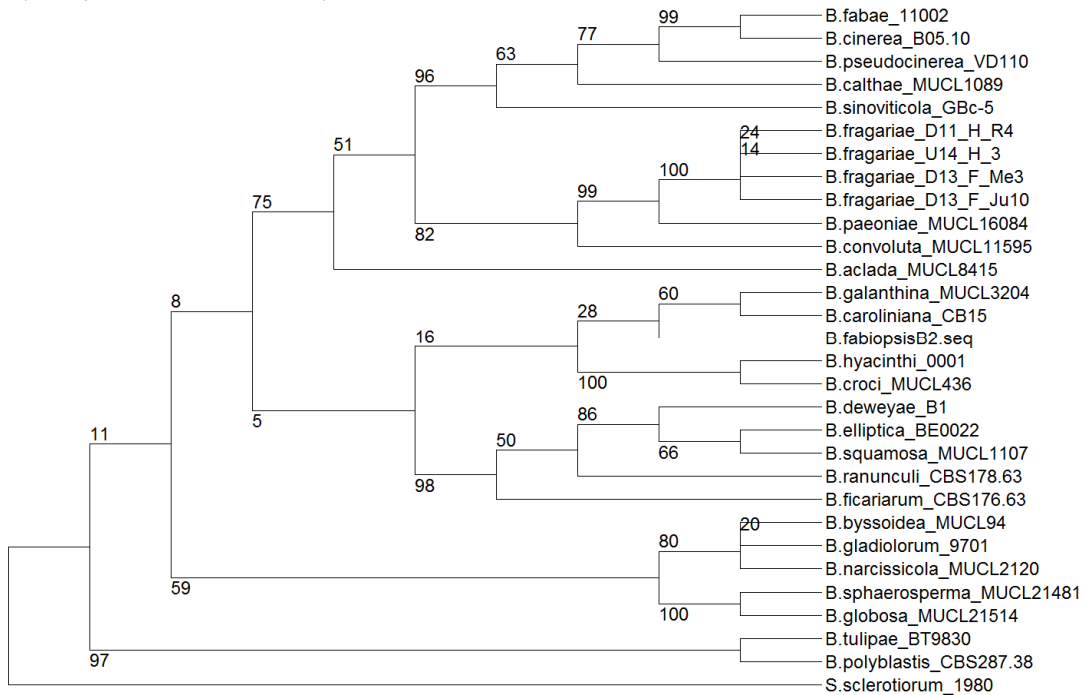 B.fabae_11002
99
B.cinerea_B05.10
77
B.pseudocinerea_VD110
63
96
B.calthae_MUCL1089
B.sinoviticola_GBc-5
B.fragariae_D11_H_R4
24
51
14
B.fragariae_U14_H_3
100
B.fragariae_D13_F_Me3
99
B.fragariae_D13_F_Ju10
75
B.paeoniae_MUCL16084
82
B.convoluta_MUCL11595
B.aclada_MUCL8415
B.galanthina_MUCL3204
60
8
28
B.caroliniana_CB15
16
B.fabiopsisB2.seq
B.hyacinthi_0001
100
B.croci_MUCL436
B.deweyae_B1
86
5
B.elliptica_BE0022
11
50
66
B.squamosa_MUCL1107
98
B.ranunculi_CBS178.63
B.ficariarum_CBS176.63
B.byssoidea_MUCL94
20
80
B.gladiolorum_9701
B.narcissicola_MUCL2120
59
B.sphaerosperma_MUCL21481
100
B.globosa_MUCL21514
B.tulipae_BT9830
97
B.polyblastis_CBS287.38
S.sclerotiorum_1980